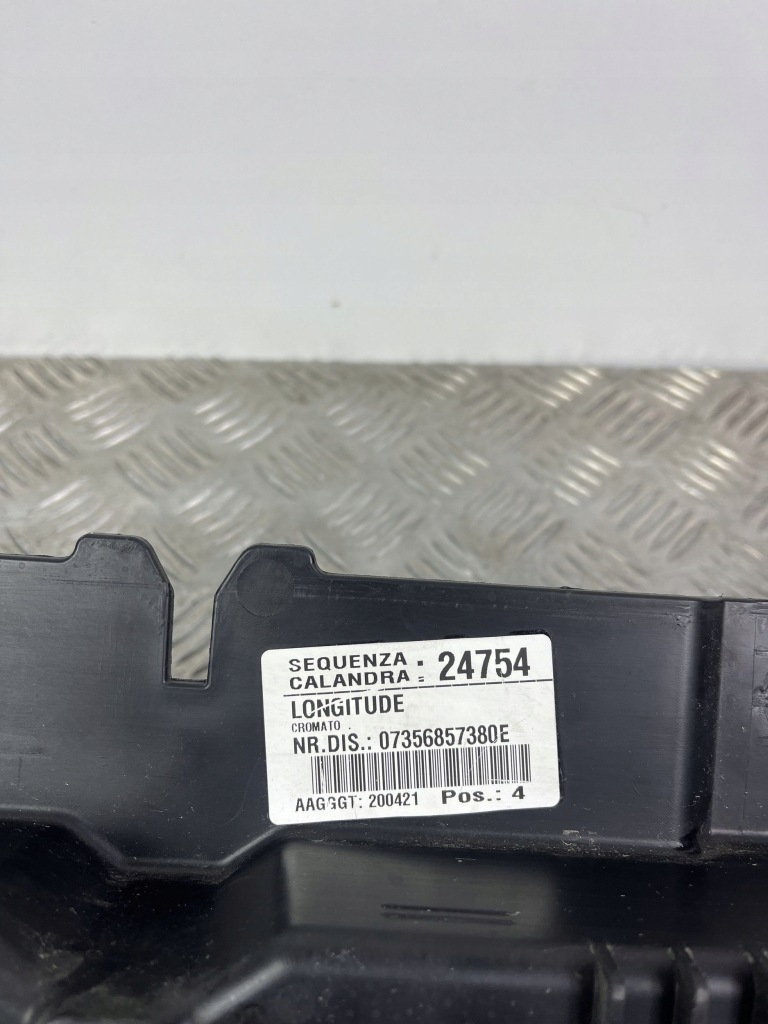 SEQUENZA
CALANDRA : 24754
LONGITUDE
CROMATO .
NR.DIS.: 07356857380E
AAGGGT: 200421 Pos.: 4